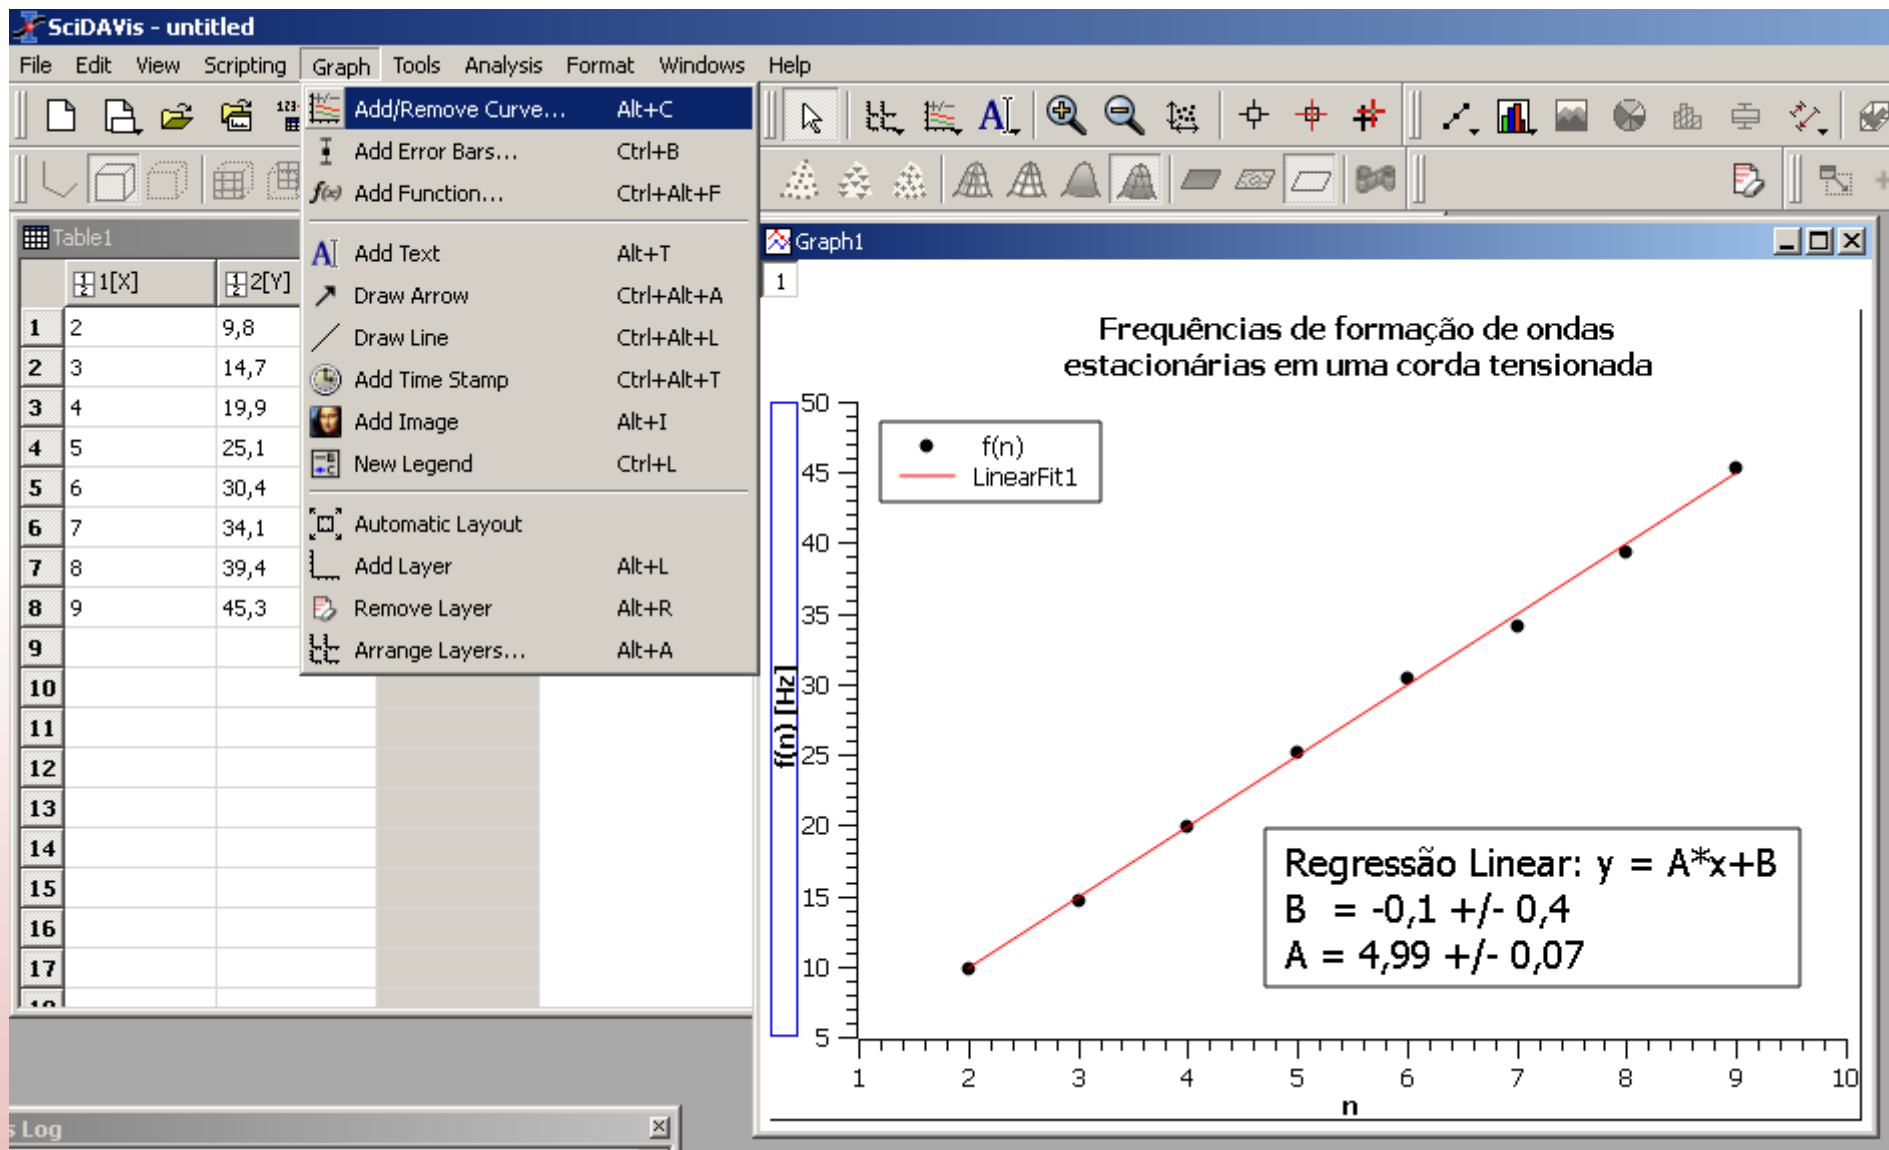 SciDAVis - untitled
File Edit View Scripting Graph Tools Analysis Format Windows Help
Add/Remove Curve... Alt+C
Add Error Bars... Ctrl+B
f(x) Add Function... Ctrl+Alt+F
Add Text Alt+T
Draw Arrow Ctrl+Alt+A
Draw Line Ctrl+Alt+L
Add Time Stamp Ctrl+Alt+T
Add Image Alt+I
New Legend Ctrl+L
Automatic Layout
Add Layer Alt+L
Remove Layer Alt+R
Arrange Layers... Alt+A
Table1
1[X] 2[Y]
1 2 9,8
2 3 14,7
3 4 19,9
4 5 25,1
5 6 30,4
6 7 34,1
7 8 39,4
8 9 45,3
9
10
11
12
13
14
15
16
17
Graph1
1
Frequências de formação de ondas
estacionárias em uma corda tensionada
f(n)
LinearFit1
f(n) [Hz]
50
45
40
35
30
25
20
15
10
5
Regressão Linear: y = A*x+B
B = -0,1 +/- 0,4
A = 4,99 +/- 0,07
1 2 3 4 5 6 7 8 9 10
n
s Log